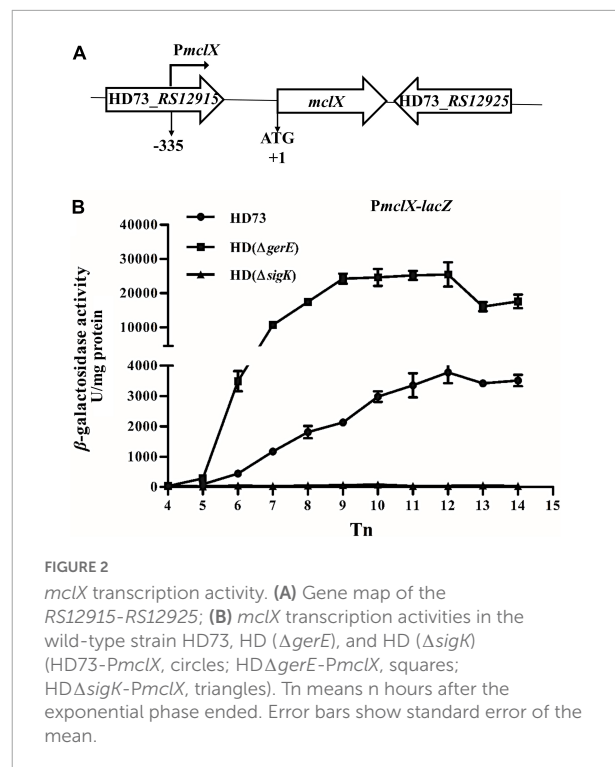 A
PmclX
HD73_RS12915
mclX
HD73_RS12925
-335
ATG
+1
B
PmclX-lacZ
HD73
HD(ΔgerE)
HD(ΔsigK)
β-galactosidase activity
U/mg protein
40000
30000
20000
10000
4000
3000
2000
1000
0
4 5 6 7 8 9 10 11 12 13 14 15
Tn
FIGURE 2
mclX transcription activity. (A) Gene map of the
RS12915-RS12925; (B) mclX transcription activities in the
wild-type strain HD73, HD (ΔgerE), and HD (ΔsigK)
(HD73-PmclX, circles; HDΔgerE-PmclX, squares;
HDΔsigK-PmclX, triangles). Tn means n hours after the
exponential phase ended. Error bars show standard error of the
mean.